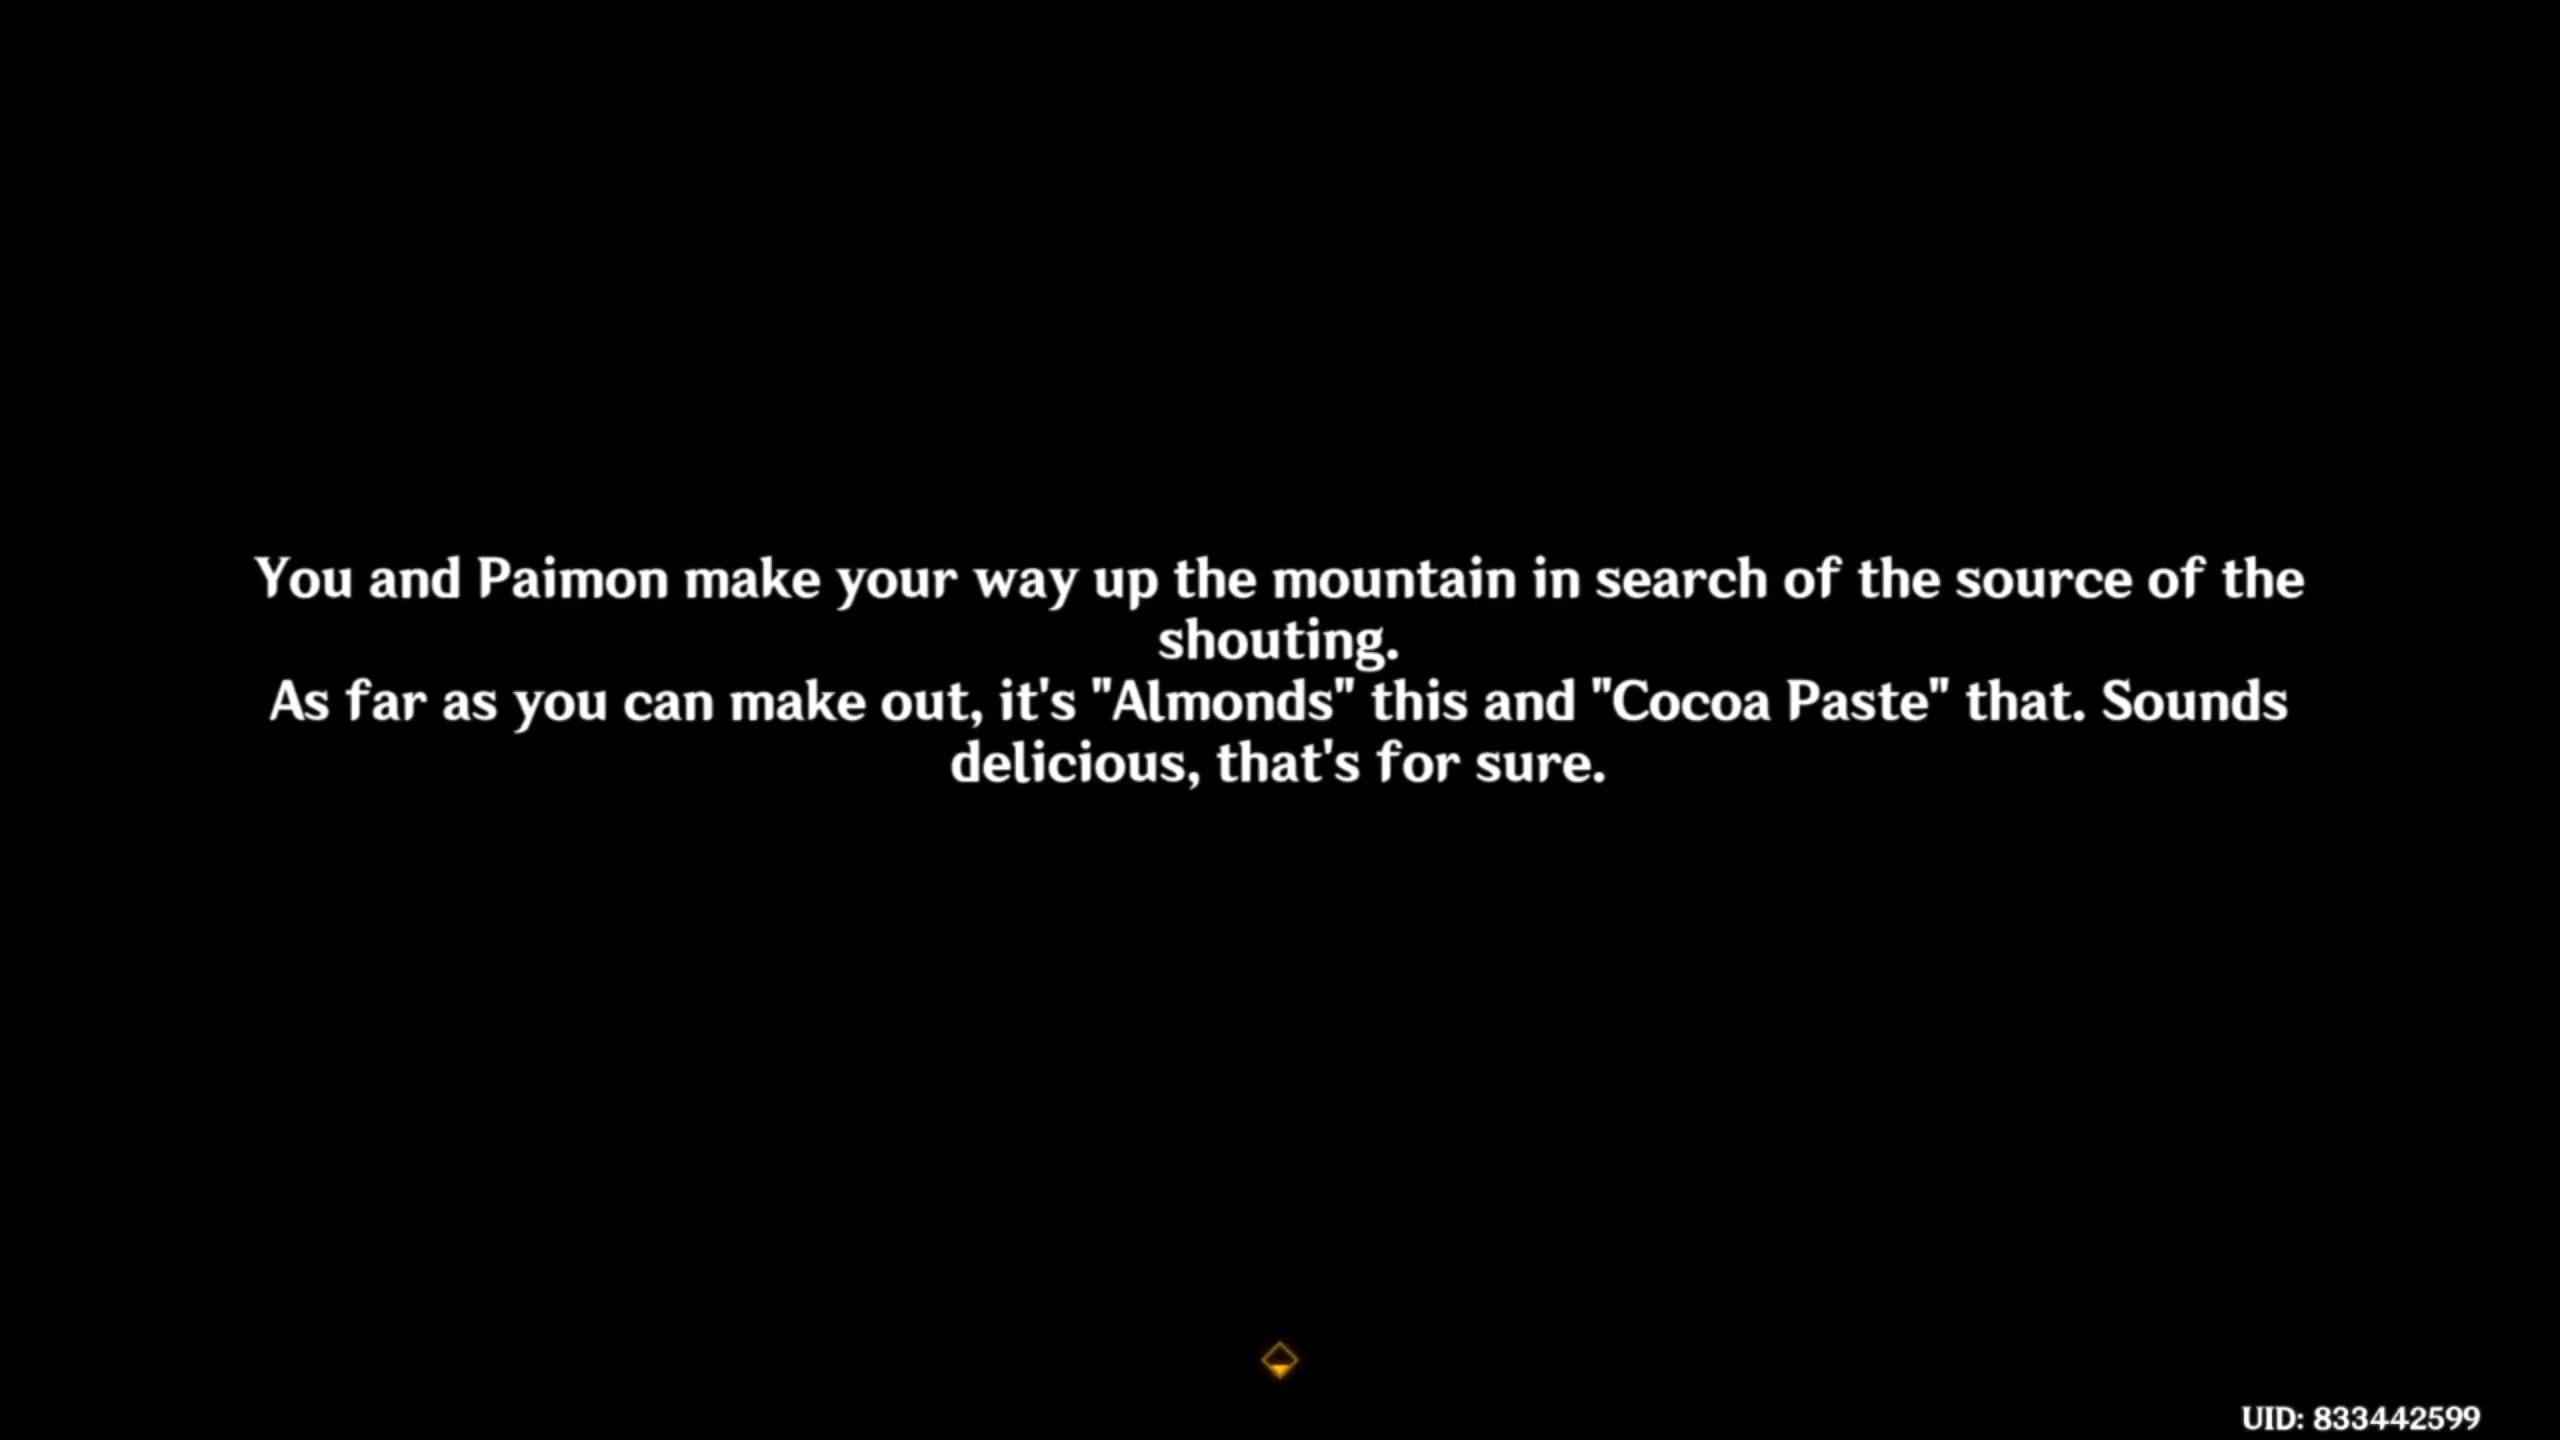 You and Paimon make your way up the mountain in search of the source of the
shouting.
As far as you can make out, it's "Almonds" this and "Cocoa Paste" that. Sounds
delicious, that's for sure.
UID: 833442599